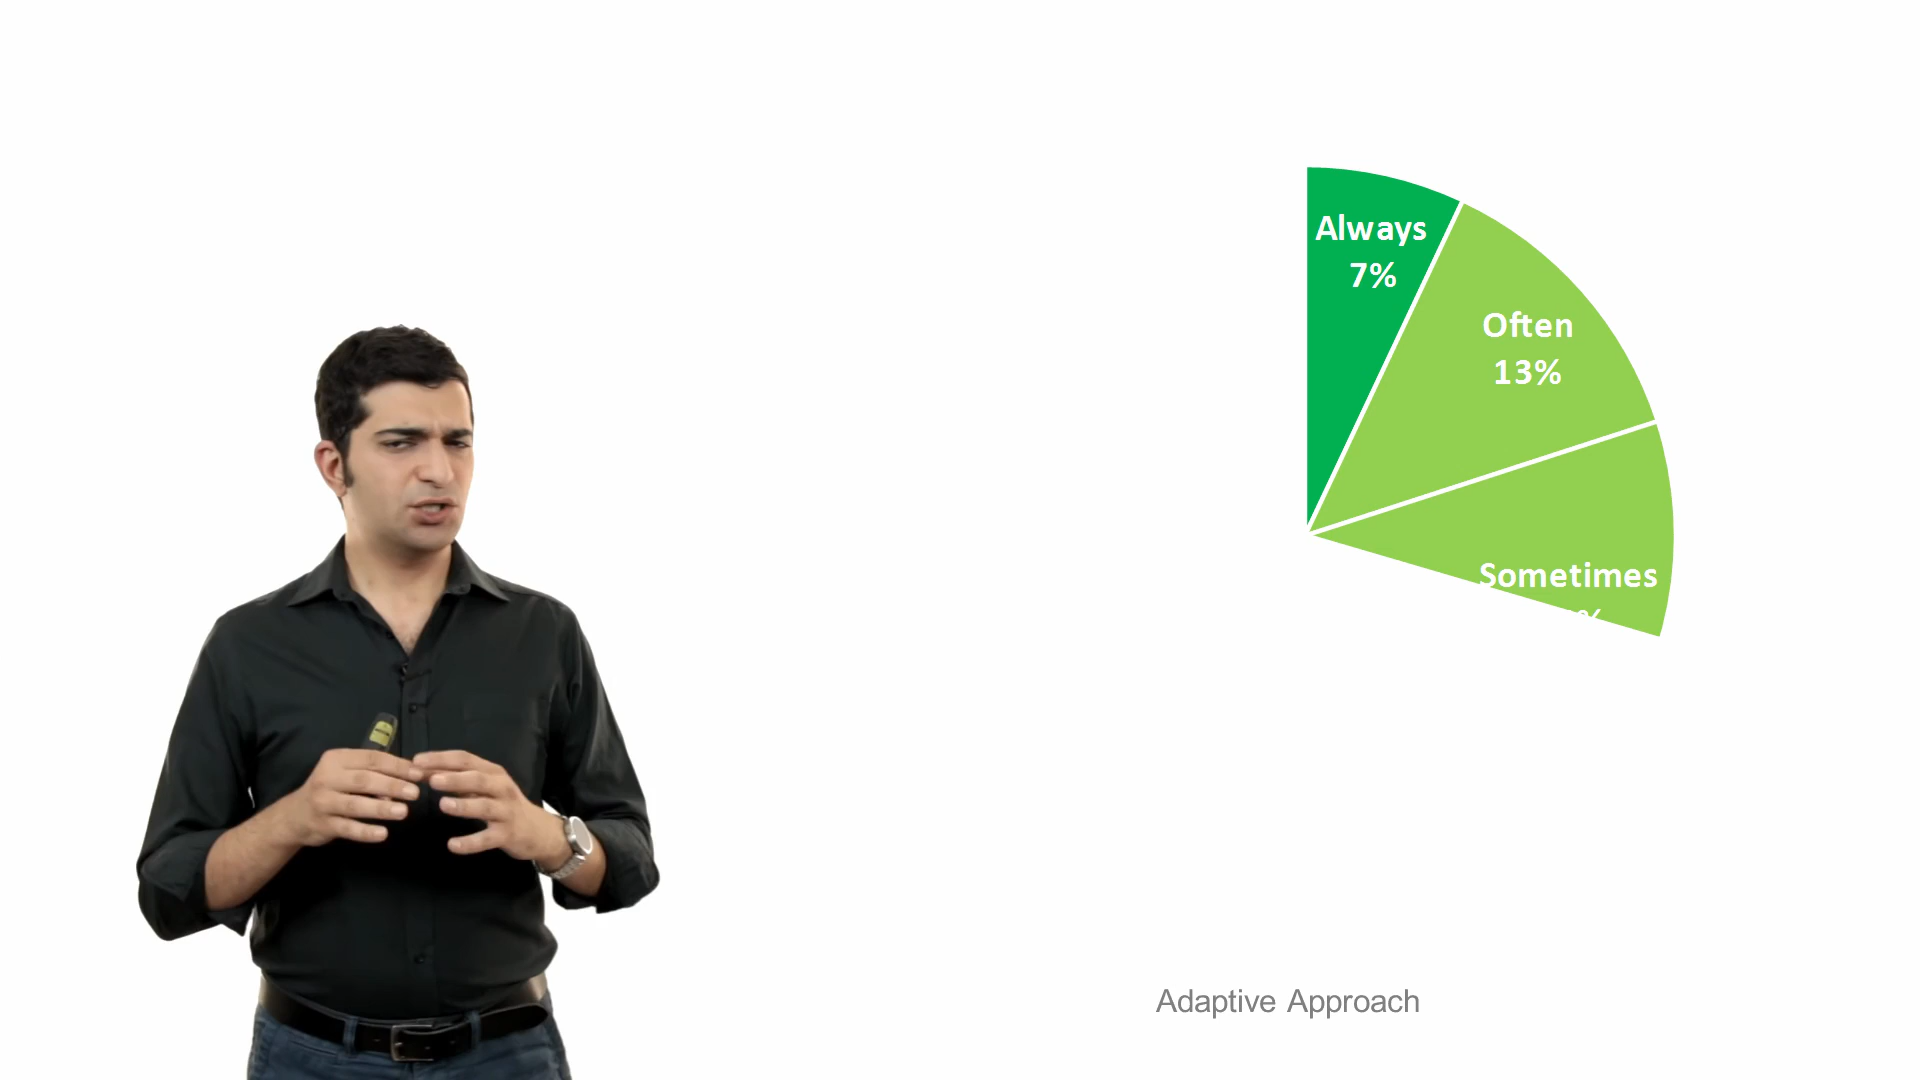 Always
7%
Often
13%
Sometimes
%
Adaptive Approach